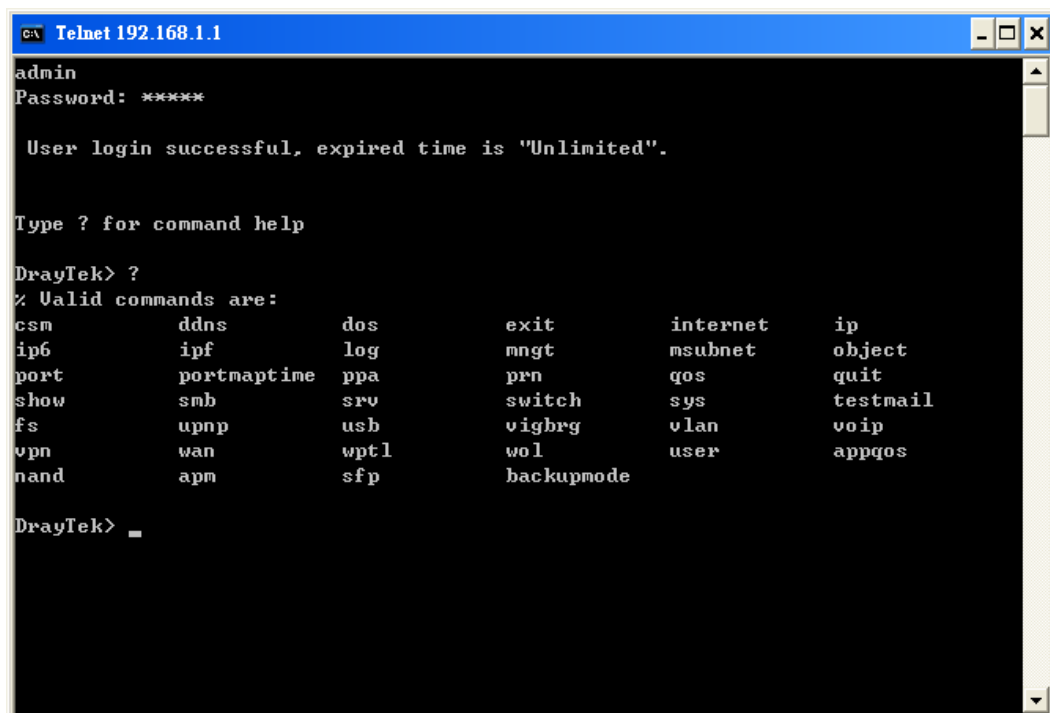 Telnet 192.168.1.1
admin
Password: *****
User login successful, expired time is "Unlimited".
Type ? for command help
DrayTek> ?
% Valid commands are:
csm ddns dos exit internet ip
ip6 ipf log mngt msubnet object
port portmaptime ppa prn qos quit
show smb srv switch sys testmail
fs upnp usb vigbrg vlan voip
vpn wan wptl wol user appqos
nand apm sfp backupmode
DrayTek> _